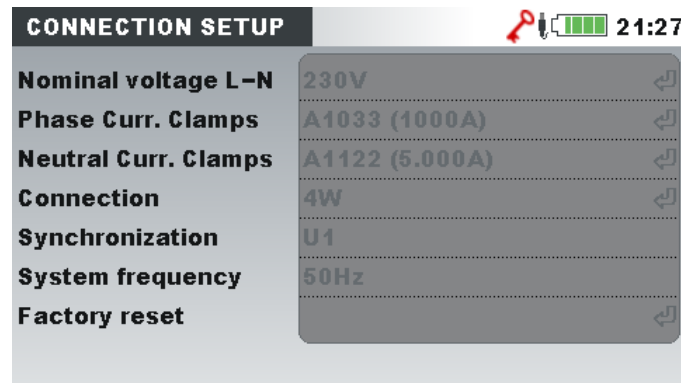 CONNECTION SETUP 21:27
Nominal voltage L-N 230V
Phase Curr. Clamps A1033 (1000A)
Neutral Curr. Clamps A1122 (5.000A)
Connection 4W
Synchronization U1
System frequency 50Hz
Factory reset